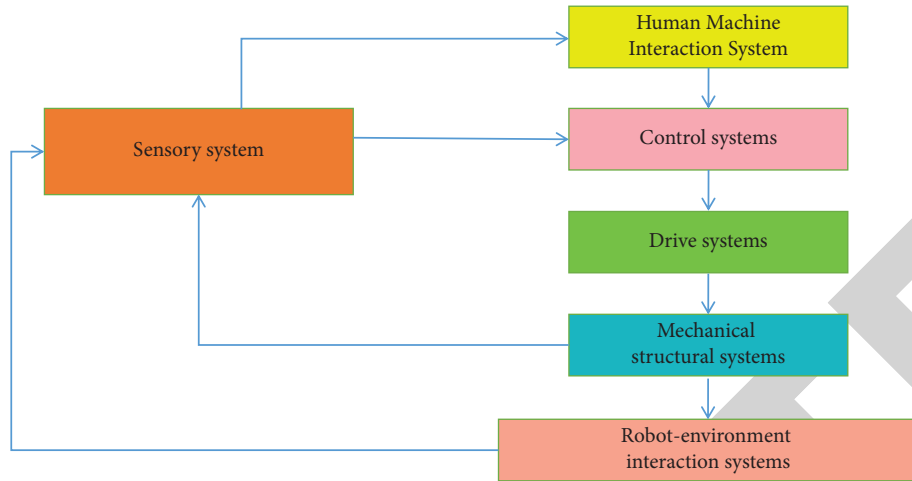 Human Machine
Interaction System
Sensory system
Control systems
Drive systems
Mechanical
structural systems
Robot-environment
interaction systems